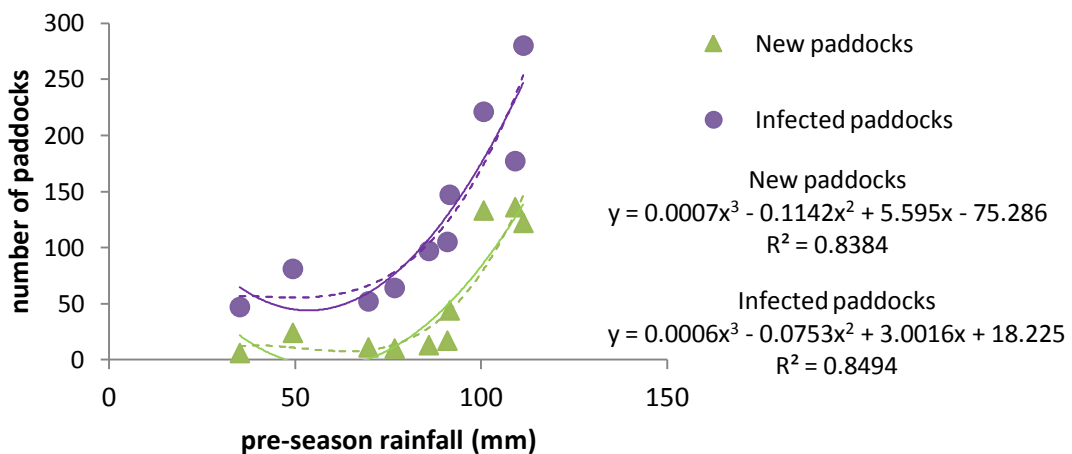 300
250
200
150
100
50
0
number of paddocks
0 50 100 150
pre-season rainfall (mm)
New paddocks
Infected paddocks
New paddocks
y = 0.0007x³ - 0.1142x² + 5.595x - 75.286
R² = 0.8384
Infected paddocks
y = 0.0006x³ - 0.0753x² + 3.0016x + 18.225
R² = 0.8494